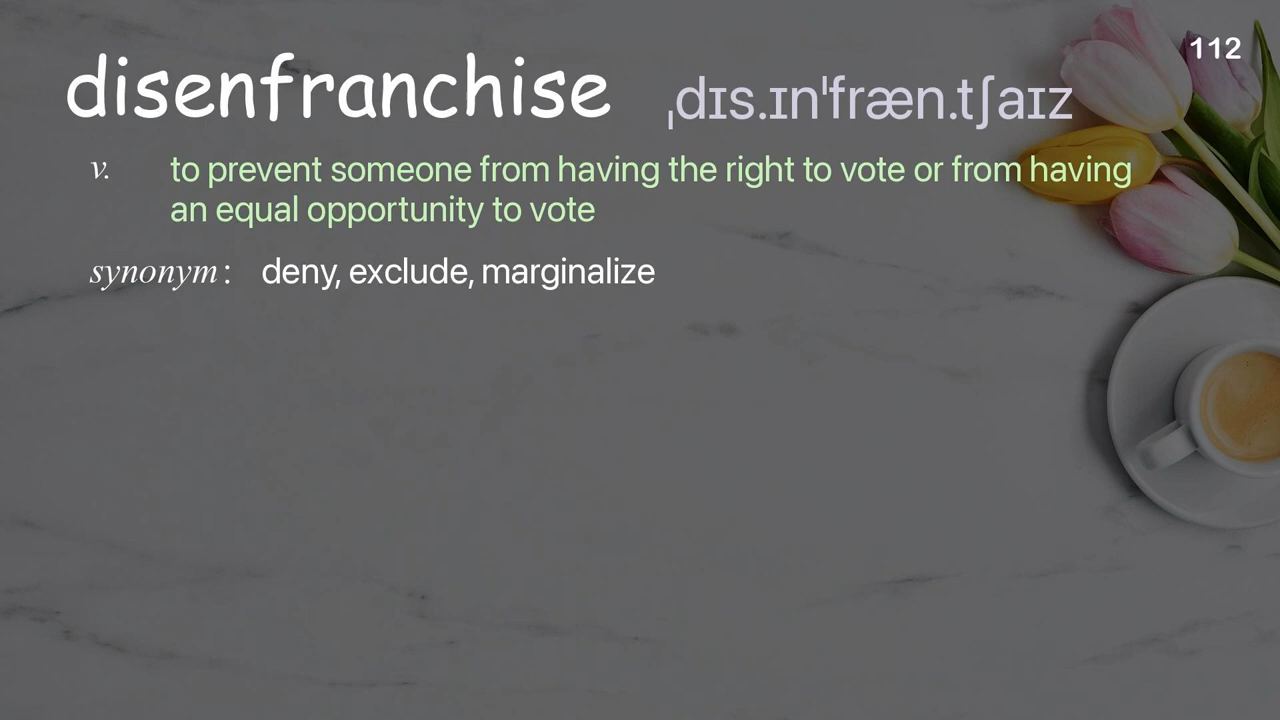 112
disenfranchise ˌdɪs.ɪnˈfræn.tʃaɪz
v. to prevent someone from having the right to vote or from having
an equal opportunity to vote
synonym: deny, exclude, marginalize